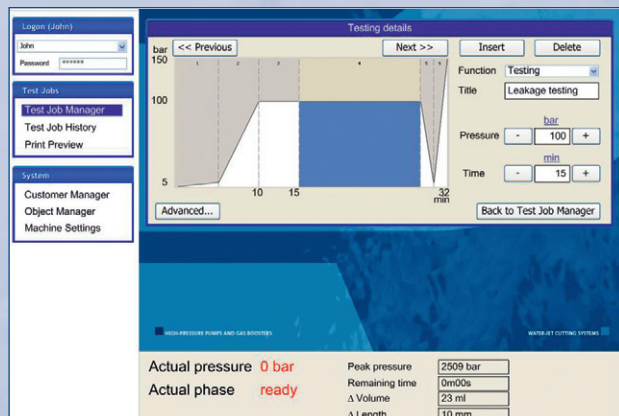 Logon (John)
John
Password ******
Test Jobs
Test Job Manager
Test Job History
Print Preview
System
Customer Manager
Object Manager
Machine Settings
Testing details
<< Previous
Next >>
Insert
Delete
bar
150
100
5
1 2 3 4 5 6
10 15 32
min
Function Testing
Title Leakage testing
bar
Pressure - 100 +
min
Time - 15 +
Advanced...
Back to Test Job Manager
HIGH-PRESSURE PUMPS AND GAS BOOSTERS
WATER-JET CUTTING SYSTEMS
Actual pressure 0 bar
Actual phase ready
Peak pressure 2509 bar
Remaining time 0m00s
Δ Volume 23 ml
Δ Length 10 mm